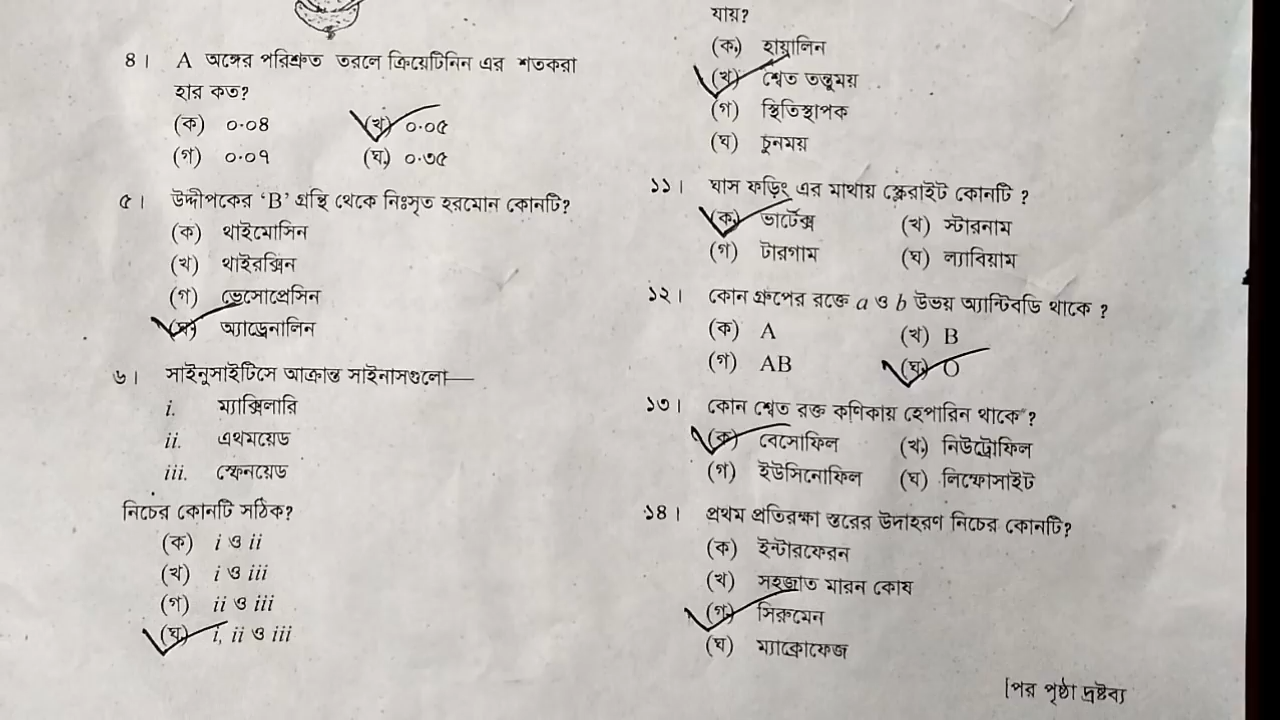 ৪। A অঙ্গের পরিশ্রুত তরলে ক্রিয়েটিনিন এর শতকরা
হার কত?
(ক) ০·০৪ (খ) ০·০৫
(গ) ০·০৭ (ঘ) ০·৩৫
৫। উদ্দীপকের ‘B’ গ্রন্থি থেকে নিঃসৃত হরমোন কোনটি?
(ক) থাইমোসিন
(খ) থাইরক্সিন
(গ) ভেসোপ্রেসিন
(ঘ) অ্যাড্রেনালিন
৬। সাইনুসাইটিসে আক্রান্ত সাইনাসগুলো—
i. ম্যাক্সিলারি
ii. এথময়েড
iii. স্ফেনয়েড
নিচের কোনটি সঠিক?
(ক) i ও ii
(খ) i ও iii
(গ) ii ও iii
(ঘ) i, ii ও iii
যায়?
(ক) হায়ালিন
(খ) শ্বেত তন্তুময়
(গ) স্থিতিস্থাপক
(ঘ) চুনময়
১১। ঘাস ফড়িং এর মাথায় স্ক্লেরাইট কোনটি ?
(ক) ভার্টেক্স (খ) স্টারনাম
(গ) টারগাম (ঘ) ল্যাবিয়াম
১২। কোন গ্রুপের রক্তে a ও b উভয় অ্যান্টিবডি থাকে ?
(ক) A (খ) B
(গ) AB (ঘ) O
১৩। কোন শ্বেত রক্ত কণিকায় হেপারিন থাকে ?
(ক) বেসোফিল (খ) নিউট্রোফিল
(গ) ইউসিনোফিল (ঘ) লিম্ফোসাইট
১৪। প্রথম প্রতিরক্ষা স্তরের উদাহরণ নিচের কোনটি?
(ক) ইন্টারফেরন
(খ) সহজাত মারন কোষ
(গ) সিরুমেন
(ঘ) ম্যাক্রোফেজ
[পর পৃষ্ঠা দ্রষ্টব্য